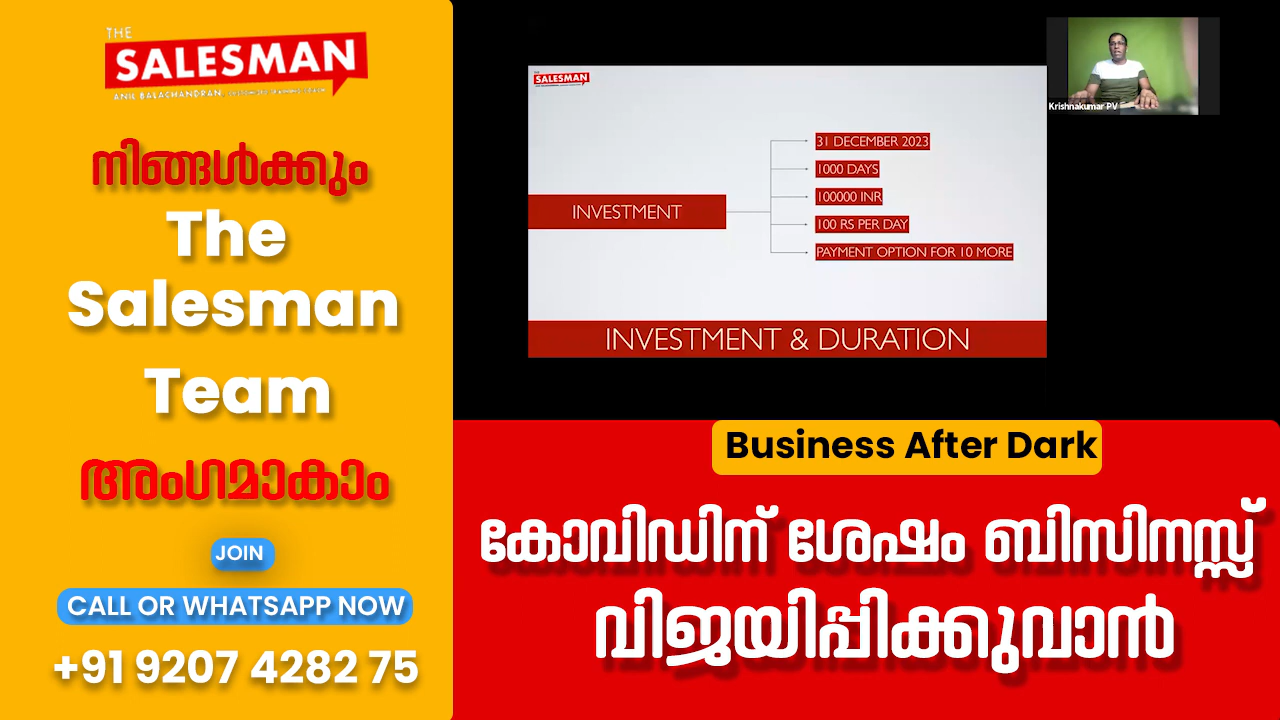 THE
SALESMAN
ANIL BALACHANDRAN
നിങ്ങൾക്കും
The
Salesman
Team
അംഗമാകാം
JOIN
CALL OR WHATSAPP NOW
+91 9207 4282 75
SALESMAN
INVESTMENT
31 DECEMBER 2023
1000 DAYS
100000 INR
100 RS PER DAY
PAYMENT OPTION FOR 10 MORE
INVESTMENT & DURATION
Krishnakumar PV
Business After Dark
കോവിഡിന് ശേഷം ബിസിനസ്സ്
വിജയിപ്പിക്കുവാൻ